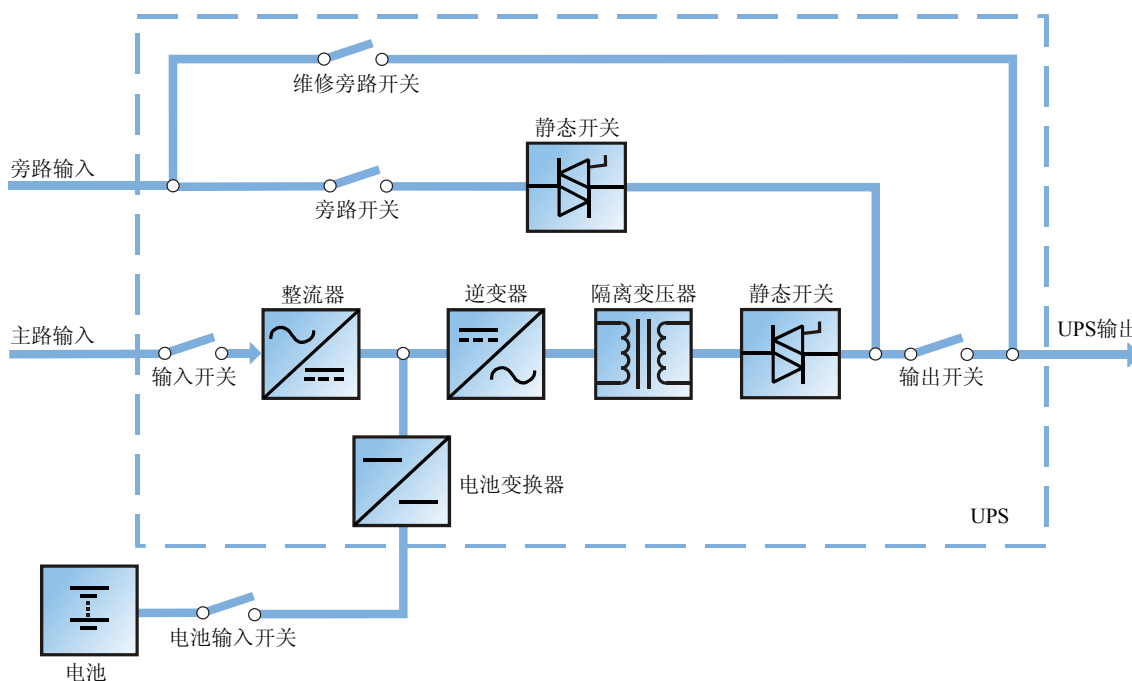 维修旁路开关
静态开关
旁路输入
旁路开关
整流器
逆变器
隔离变压器
静态开关
主路输入
UPS输出
输入开关
输出开关
电池变换器
UPS
电池输入开关
电池